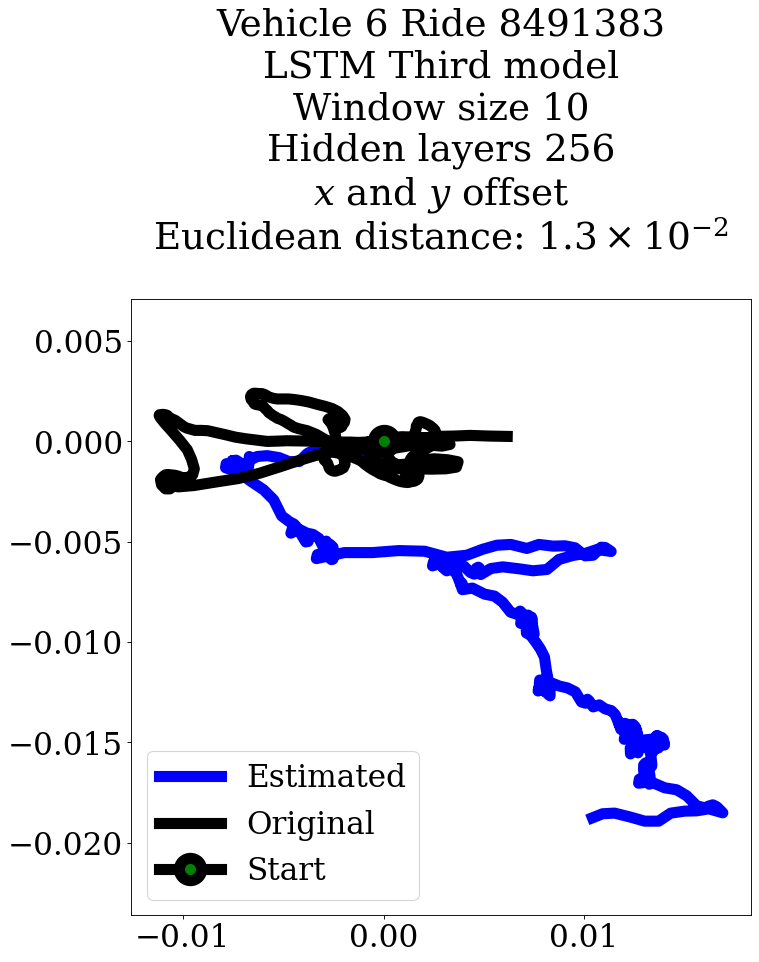 Vehicle 6 Ride 8491383
LSTM Third model
Window size 10
Hidden layers 256
x and y offset
Euclidean distance: 1.3 × 10⁻²
0.005
0.000
−0.005
−0.010
−0.015
−0.020
Estimated
Original
Start
−0.01 0.00 0.01